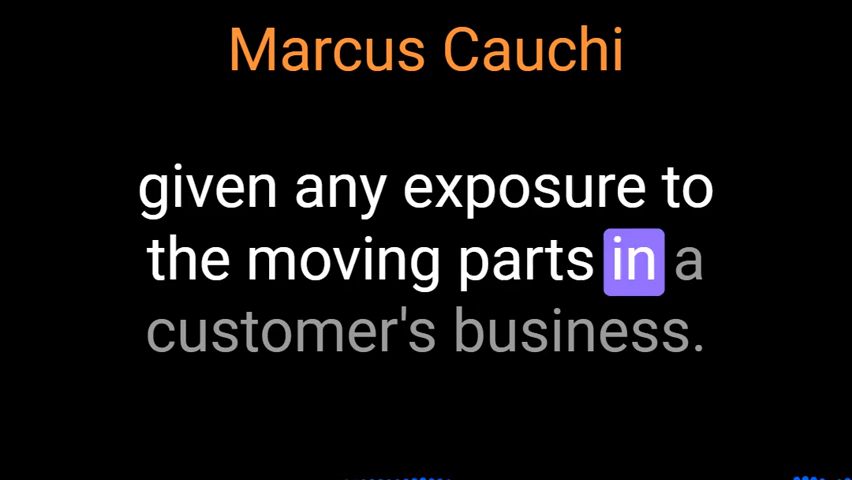 Marcus Cauchi
given any exposure to
the moving parts in a
customer's business.